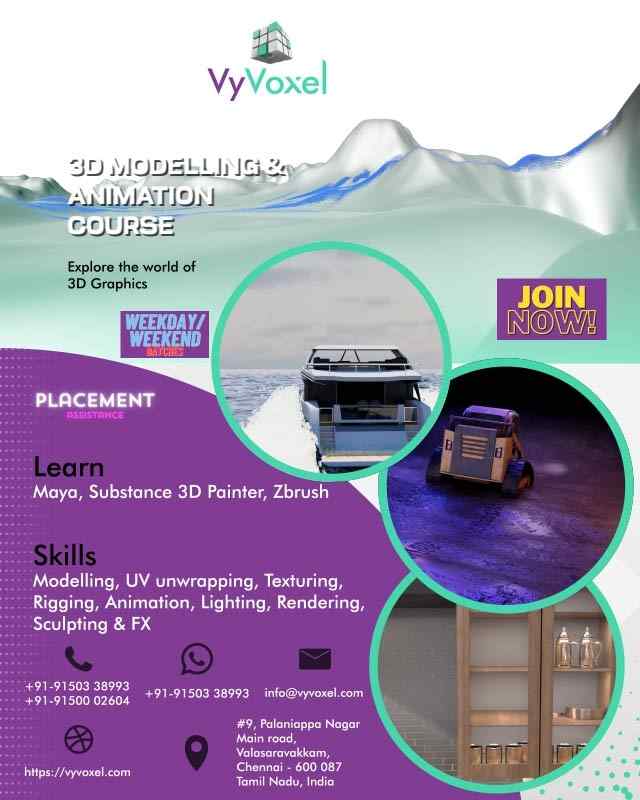 VyVoxel
3D MODELLING &
ANIMATION
COURSE
Explore the world of
3D Graphics
JOIN
NOW!
WEEKDAY/
WEEKEND
BATCHES
PLACEMENT
ASSISTANCE
Learn
Maya, Substance 3D Painter, Zbrush
Skills
Modelling, UV unwrapping, Texturing,
Rigging, Animation, Lighting, Rendering,
Sculpting & FX
+91-91503 38993
+91-91500 02604
+91-91503 38993
info@vyvoxel.com
https://vyvoxel.com
#9, Palaniappa Nagar
Main road,
Valasaravakkam,
Chennai - 600 087
Tamil Nadu, India